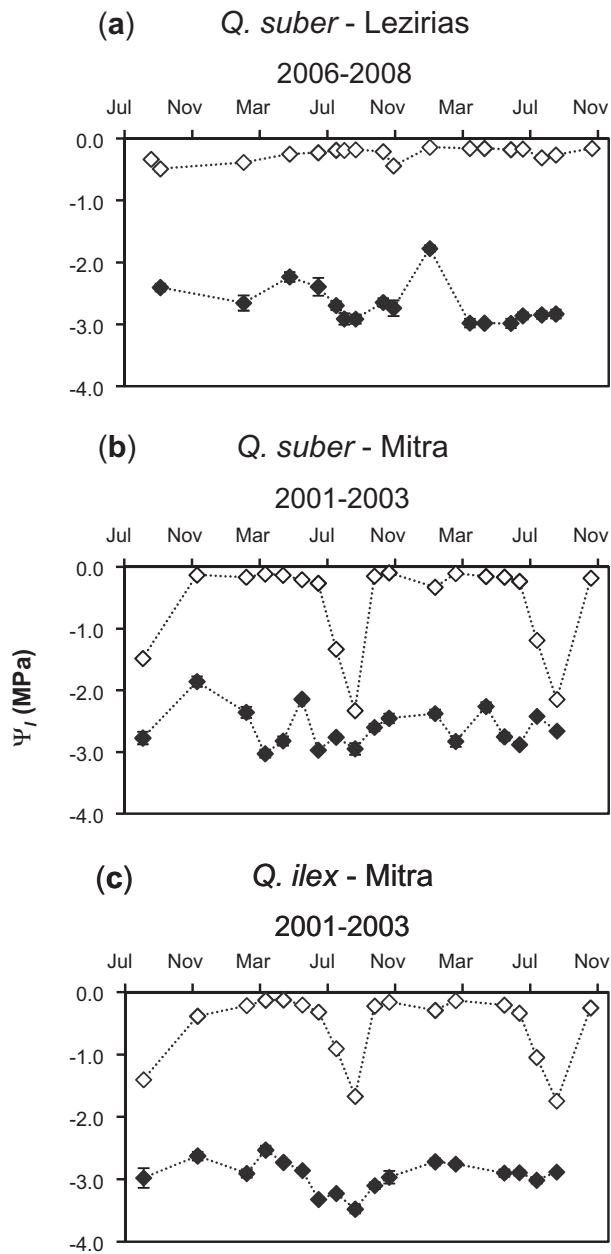 (a) Q. suber - Lezirias
2006-2008
Jul Nov Mar Jul Nov Mar Jul Nov
0.0
-1.0
-2.0
-3.0
-4.0
(b) Q. suber - Mitra
2001-2003
Jul Nov Mar Jul Nov Mar Jul Nov
0.0
-1.0
-2.0
-3.0
-4.0
Ψl (MPa)
(c) Q. ilex - Mitra
2001-2003
Jul Nov Mar Jul Nov Mar Jul Nov
0.0
-1.0
-2.0
-3.0
-4.0